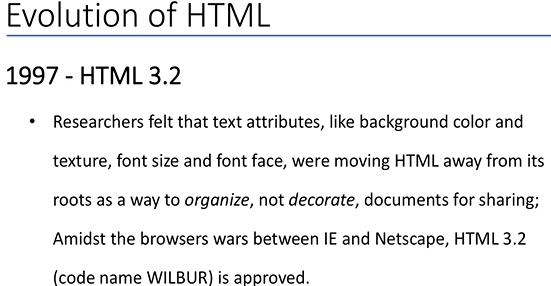 Evolution of HTML
1997 - HTML 3.2
• Researchers felt that text attributes, like background color and
texture, font size and font face, were moving HTML away from its
roots as a way to organize, not decorate, documents for sharing;
Amidst the browsers wars between IE and Netscape, HTML 3.2
(code name WILBUR) is approved.